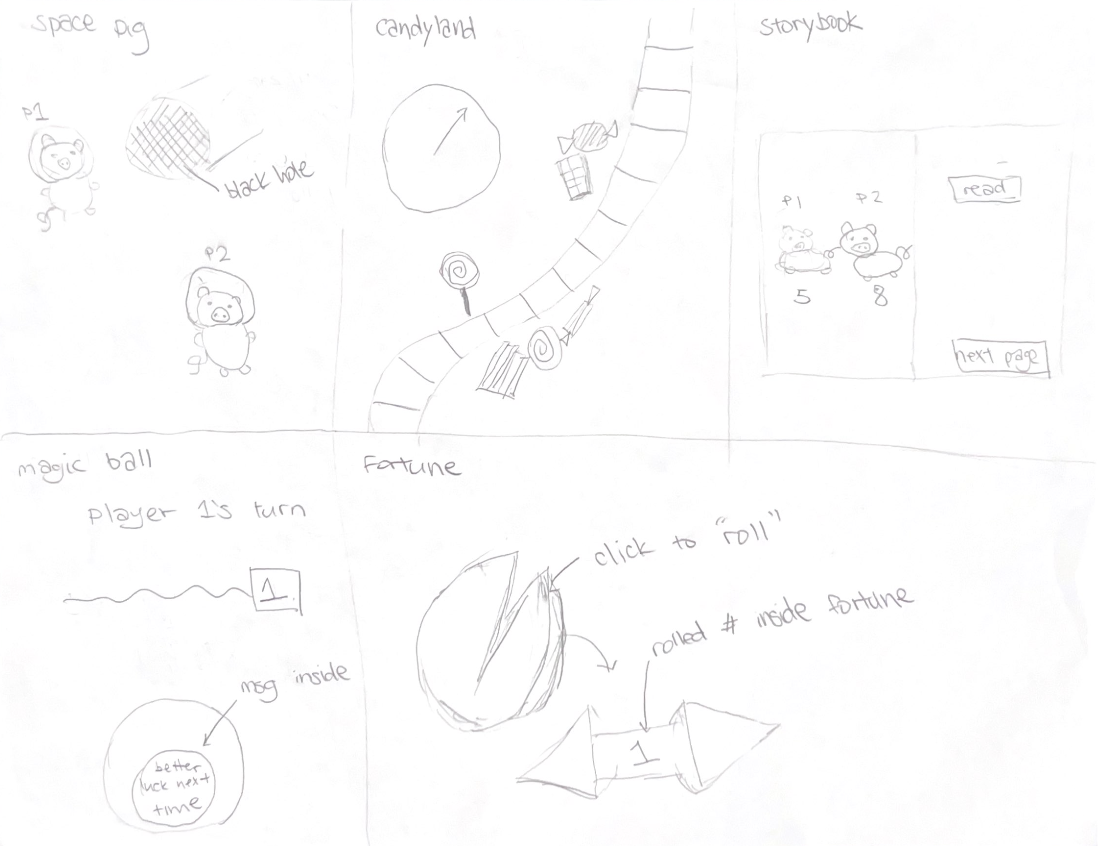 space pig
P1
black hole
P2
candyland
storybook
P1 P2
5 8
read
next page
magic ball
player 1's turn
1
msg inside
better
luck next
time
Fortune
click to "roll"
rolled # inside fortune
1